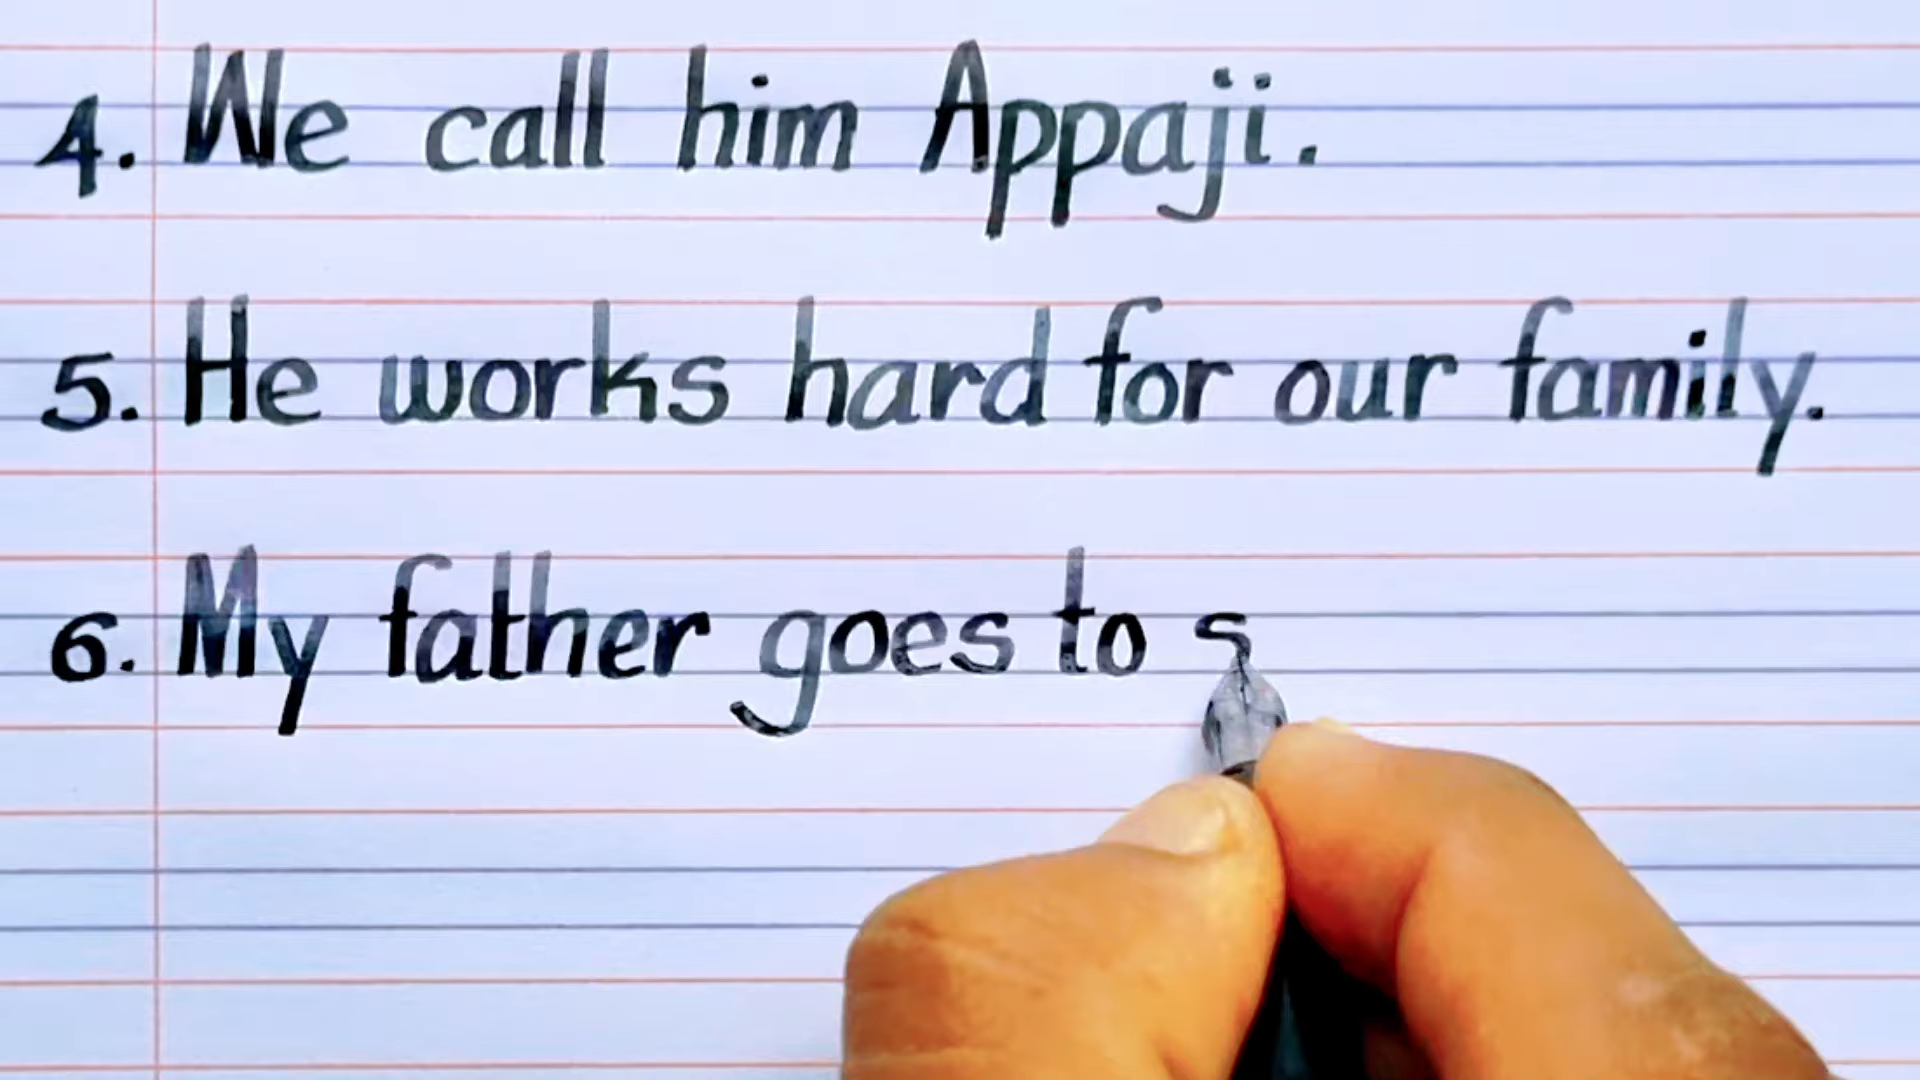 4. We call him Appaji.
5. He works hard for our family.
6. My father goes to s